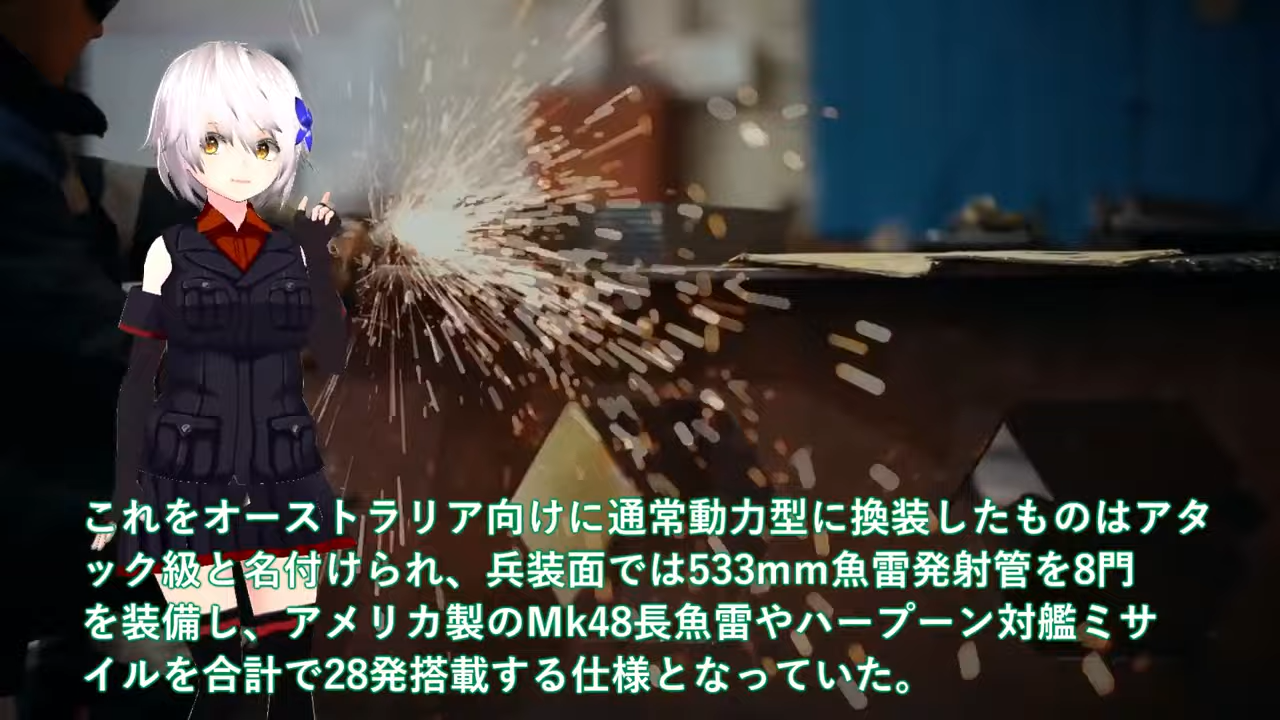 これをオーストラリア向けに通常動力型に換装したものはアタ
ック級と名付けられ、兵装面では533mm魚雷発射管を8門
を装備し、アメリカ製のMk48長魚雷やハープーン対艦ミサ
イルを合計で28発搭載する仕様となっていた。